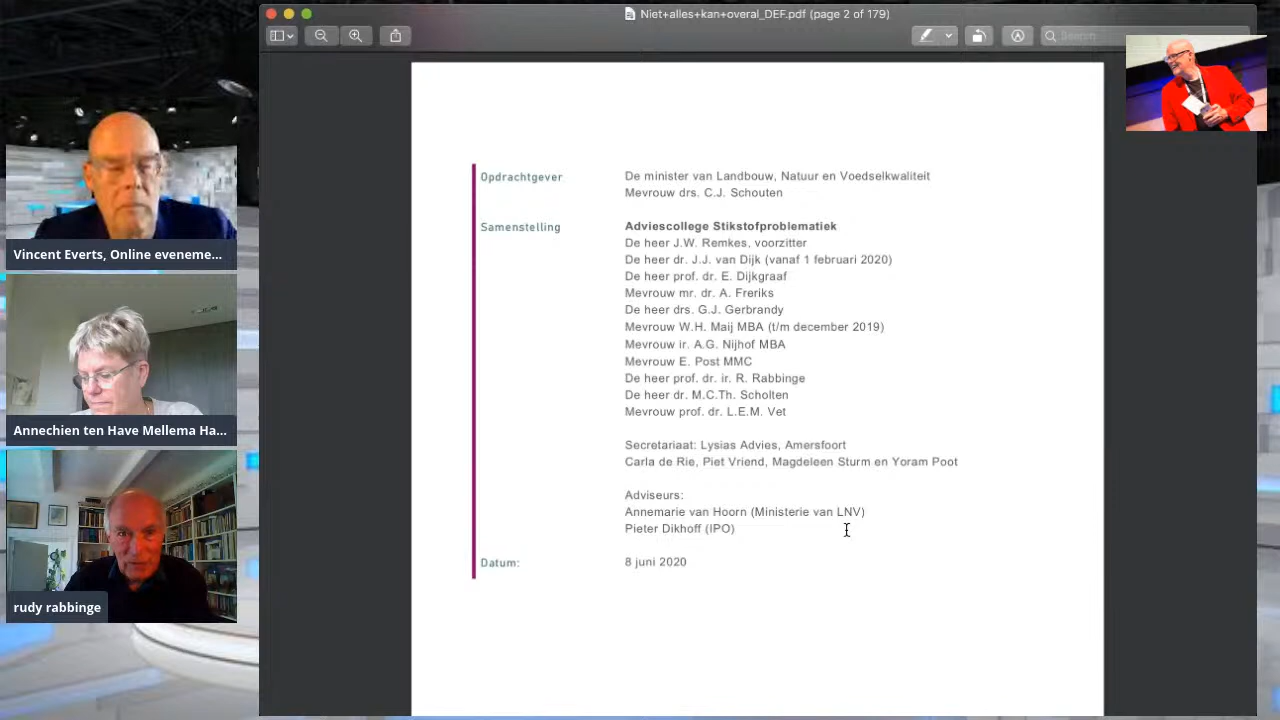 Niet+alles+kan+overal_DEF.pdf (page 2 of 179)
Beeren
Opdrachtgever De minister van Landbouw, Natuur en Voedselkwaliteit
Mevrouw drs. C.J. Schouten
Samenstelling Adviescollege Stikstofproblematiek
De heer J.W. Remkes, voorzitter
De heer dr. J.J. van Dijk (vanaf 1 februari 2020)
De heer prof. dr. E. Dijkgraaf
Mevrouw mr. dr. A. Freriks
De heer drs. G.J. Gerbrandy
Mevrouw W.H. Maij MBA (t/m december 2019)
Mevrouw ir. A.G. Nijhof MBA
Mevrouw E. Post MMC
De heer prof. dr. ir. R. Rabbinge
De heer dr. M.C.Th. Scholten
Mevrouw prof. dr. L.E.M. Vet
Secretariaat: Lysias Advies, Amersfoort
Carla de Rie, Piet Vriend, Magdeleen Sturm en Yoram Poot
Adviseurs:
Annemarie van Hoorn (Ministerie van LNV)
Pieter Dikhoff (IPO)
Datum: 8 juni 2020
Vincent Everts, Online eveneme...
Annechien ten Have Mellema Ha...
rudy rabbinge